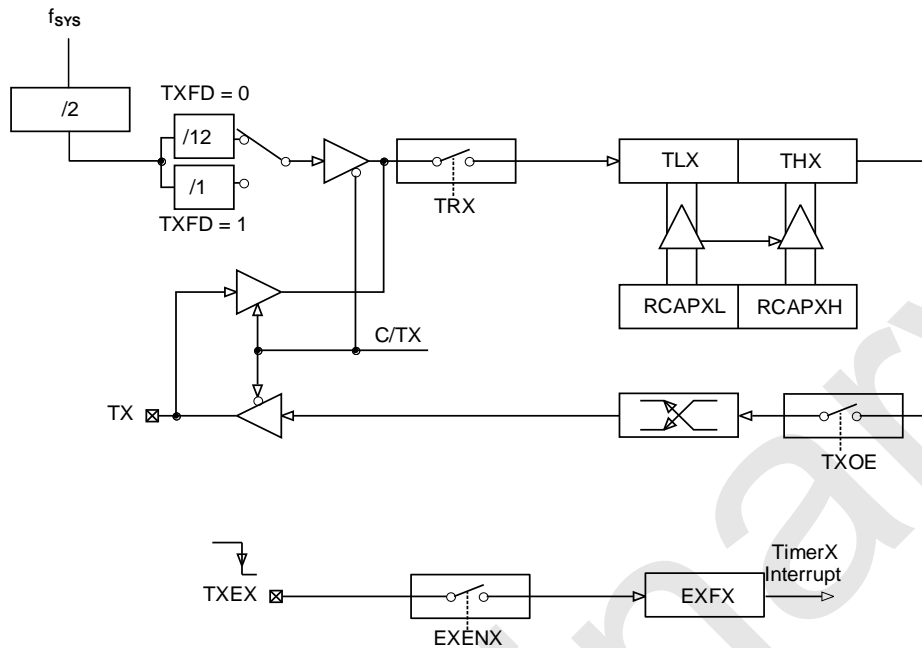 fSYS
/2
TXFD = 0
/12
/1
TXFD = 1
TRX
TLX
THX
RCAPXL
RCAPXH
C/TX
TX
TXOE
TXEX
EXENX
EXFX
TimerX
Interrupt